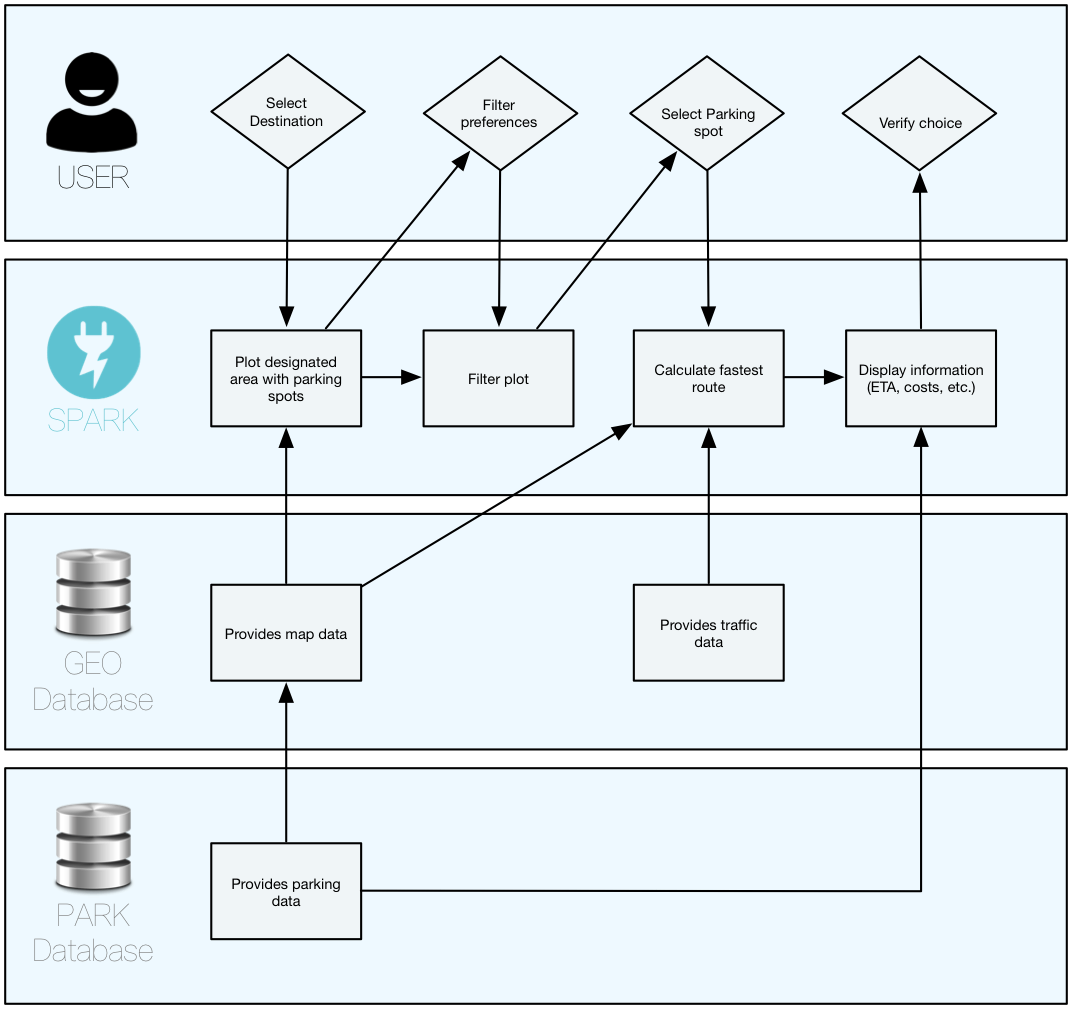 Select
Destination
Filter
preferences
Select Parking
spot
Verify choice
USER
Plot designated
area with parking
spots
Filter plot
Calculate fastest
route
Display information
(ETA, costs, etc.)
SPARK
Provides map data
Provides traffic
data
GEO
Database
Provides parking
data
PARK
Database